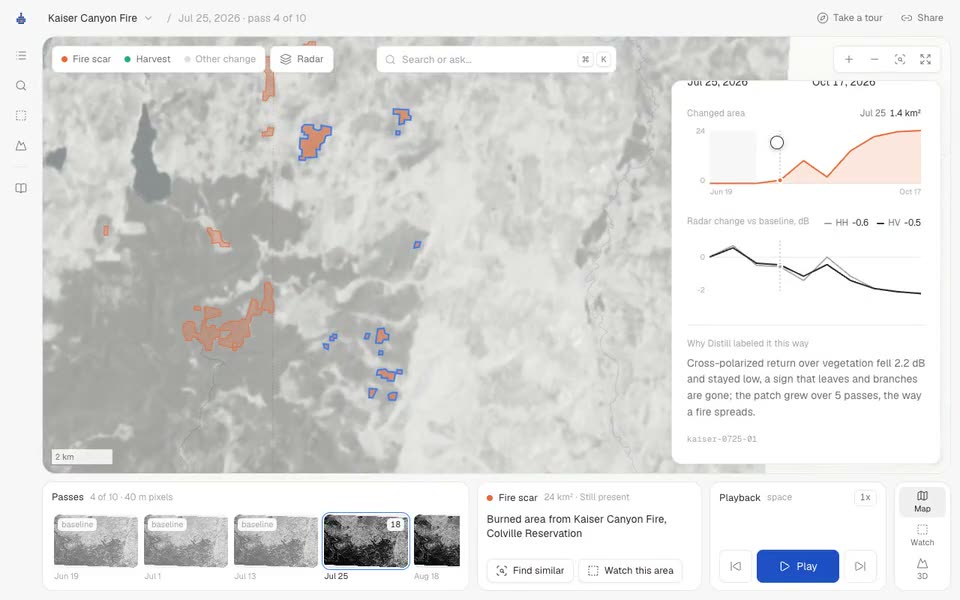 Kaiser Canyon Fire / Jul 25, 2026 · pass 4 of 10
Take a tour
Share
Fire scar
Harvest
Other change
Radar
Search or ask...
⌘ K
Jul 25, 2026
Oct 17, 2026
Changed area
Jul 25 1.4 km²
24
0
Jun 19
Oct 17
Radar change vs baseline, dB
HH -0.6
HV -0.5
0
-2
Why Distill labeled it this way
Cross-polarized return over vegetation fell 2.2 dB
and stayed low, a sign that leaves and branches
are gone; the patch grew over 5 passes, the way
a fire spreads.
kaiser-0725-01
2 km
Passes 4 of 10 · 40 m pixels
baseline
baseline
baseline
18
Jun 19
Jul 1
Jul 13
Jul 25
Aug 18
Fire scar 24 km² · Still present
Burned area from Kaiser Canyon Fire,
Colville Reservation
Find similar
Watch this area
Playback space
1x
Play
Map
Watch
3D